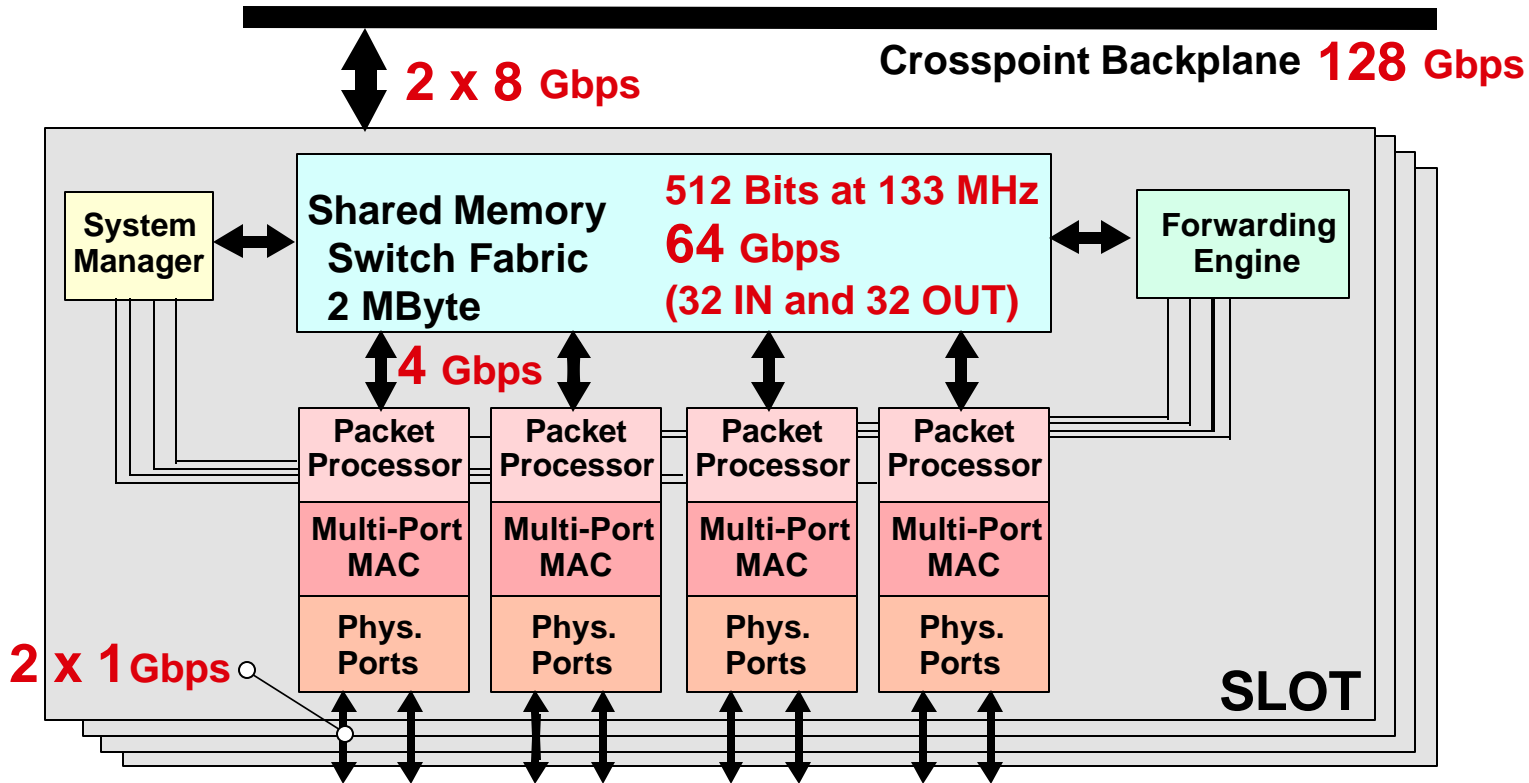 Crosspoint Backplane 128 Gbps
2 x 8 Gbps
System
Manager
Shared Memory
Switch Fabric
2 MByte
512 Bits at 133 MHz
64 Gbps
(32 IN and 32 OUT)
Forwarding
Engine
4 Gbps
Packet
Processor
Packet
Processor
Packet
Processor
Packet
Processor
Multi-Port
MAC
Multi-Port
MAC
Multi-Port
MAC
Multi-Port
MAC
Phys.
Ports
Phys.
Ports
Phys.
Ports
Phys.
Ports
2 x 1 Gbps
SLOT